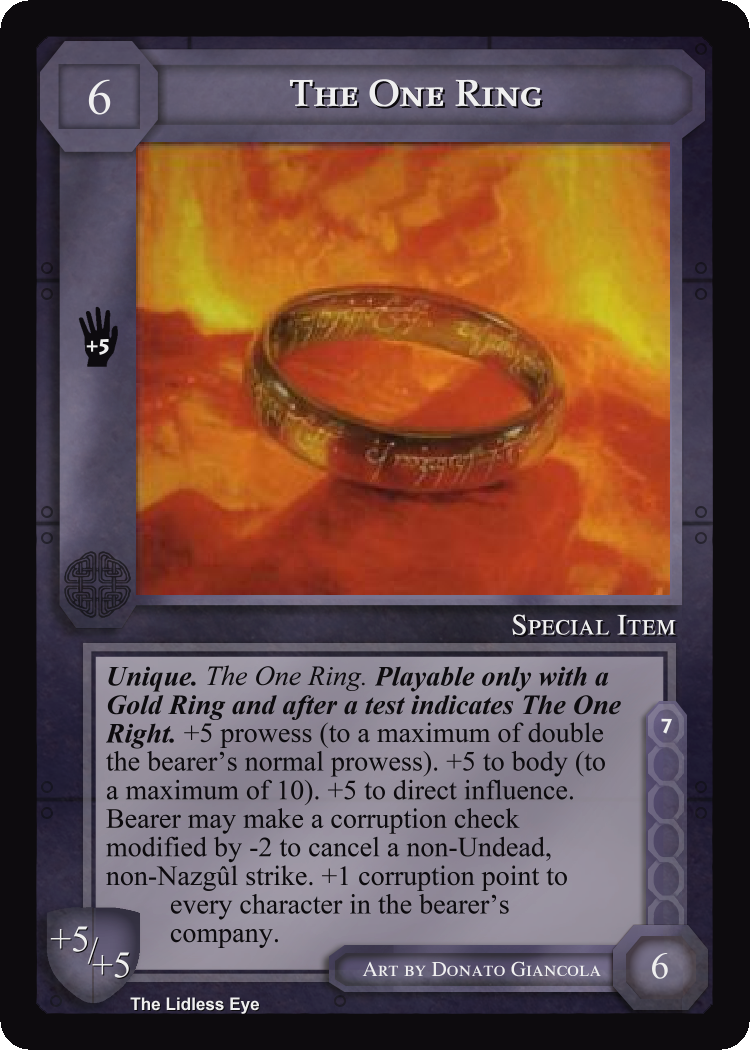 6
The One Ring
+5
Special Item
Unique. The One Ring. Playable only with a
Gold Ring and after a test indicates The One
Right. +5 prowess (to a maximum of double
the bearer's normal prowess). +5 to body (to
a maximum of 10). +5 to direct influence.
Bearer may make a corruption check
modified by -2 to cancel a non-Undead,
non-Nazgûl strike. +1 corruption point to
every character in the bearer's
company.
7
+5/+5
Art by Donato Giancola
6
The Lidless Eye